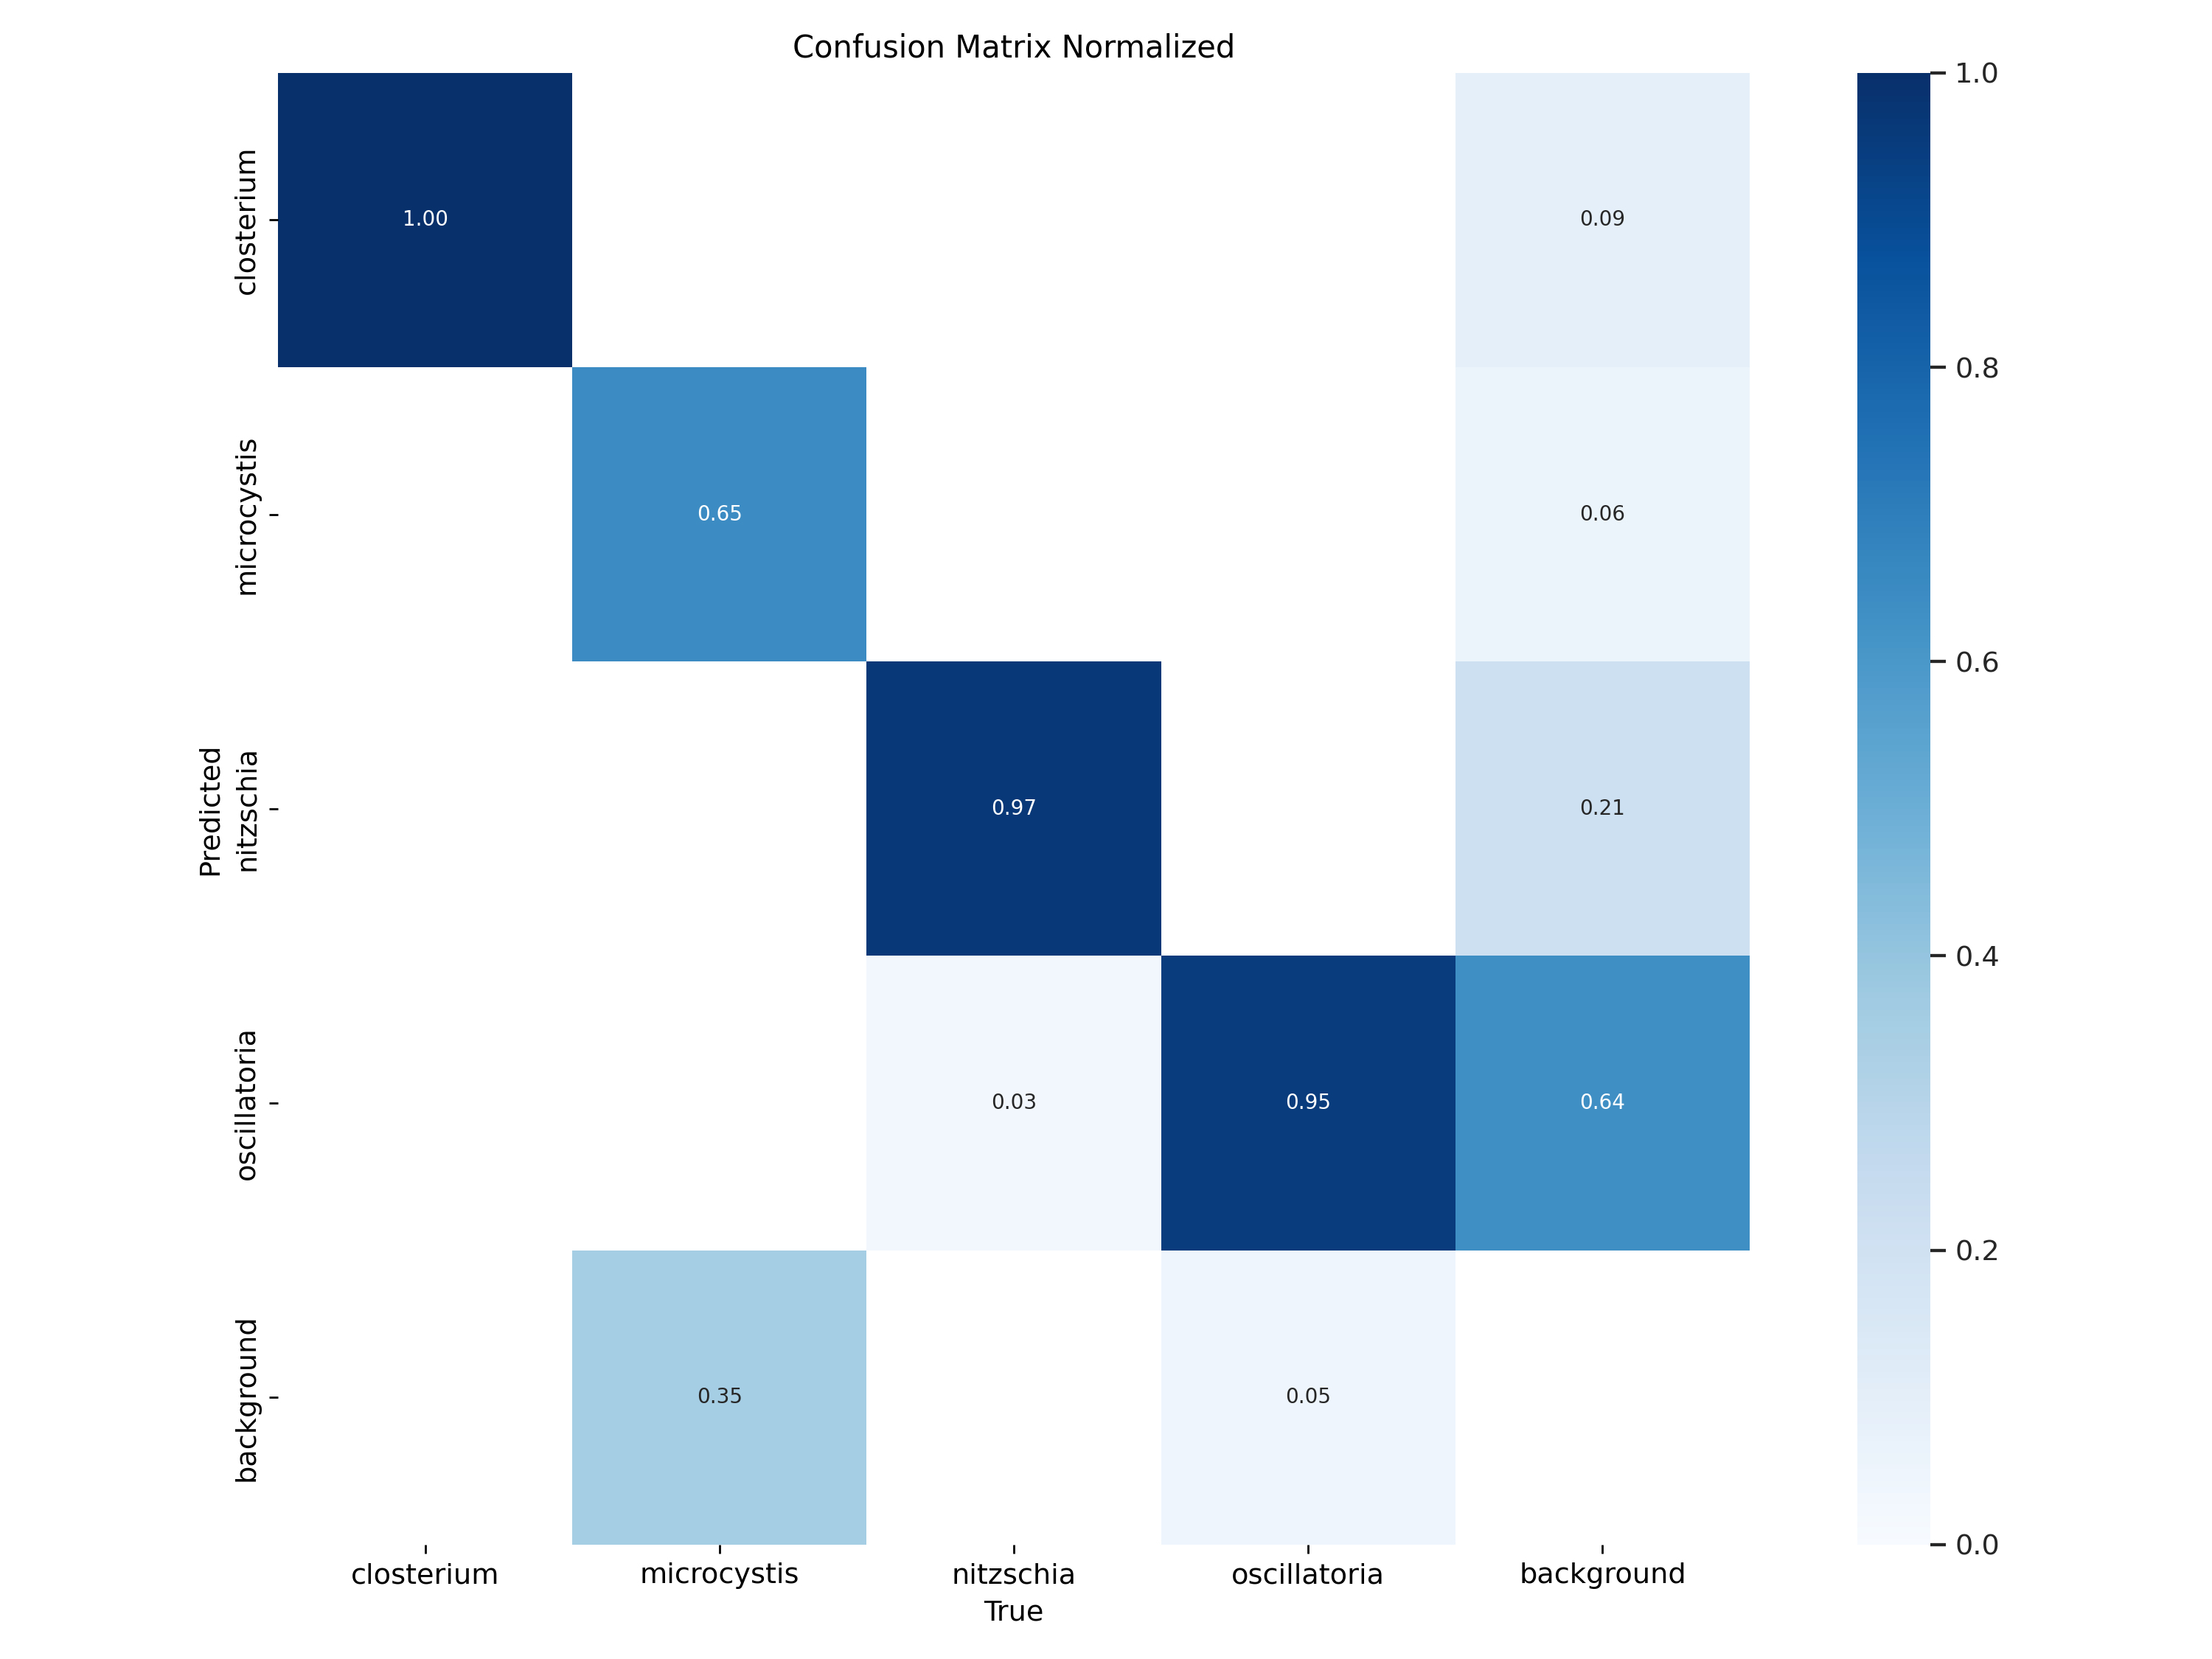 Confusion Matrix Normalized
closterium
1.00
0.09
microcystis
0.65
0.06
Predicted
nitzschia
0.97
0.21
oscillatoria
0.03
0.95
0.64
background
0.35
0.05
closterium
microcystis
nitzschia
oscillatoria
background
True
1.0
0.8
0.6
0.4
0.2
0.0